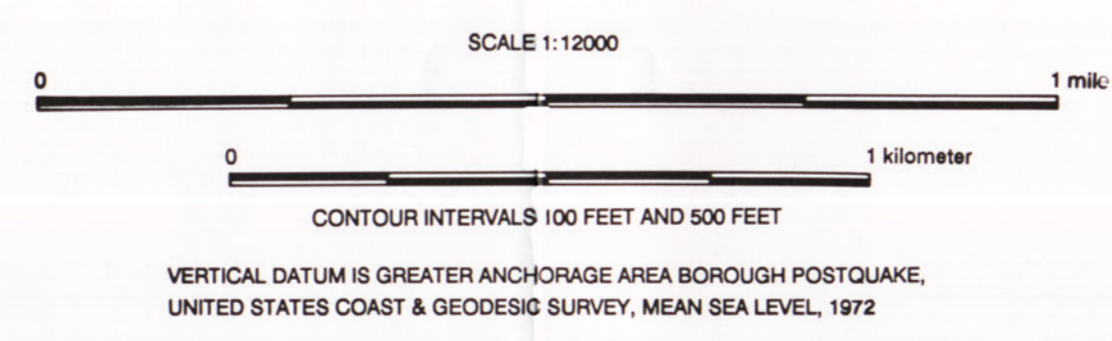 SCALE 1:12000
0 1 mile
0 1 kilometer
CONTOUR INTERVALS 100 FEET AND 500 FEET
VERTICAL DATUM IS GREATER ANCHORAGE AREA BOROUGH POSTQUAKE,
UNITED STATES COAST & GEODESIC SURVEY, MEAN SEA LEVEL, 1972